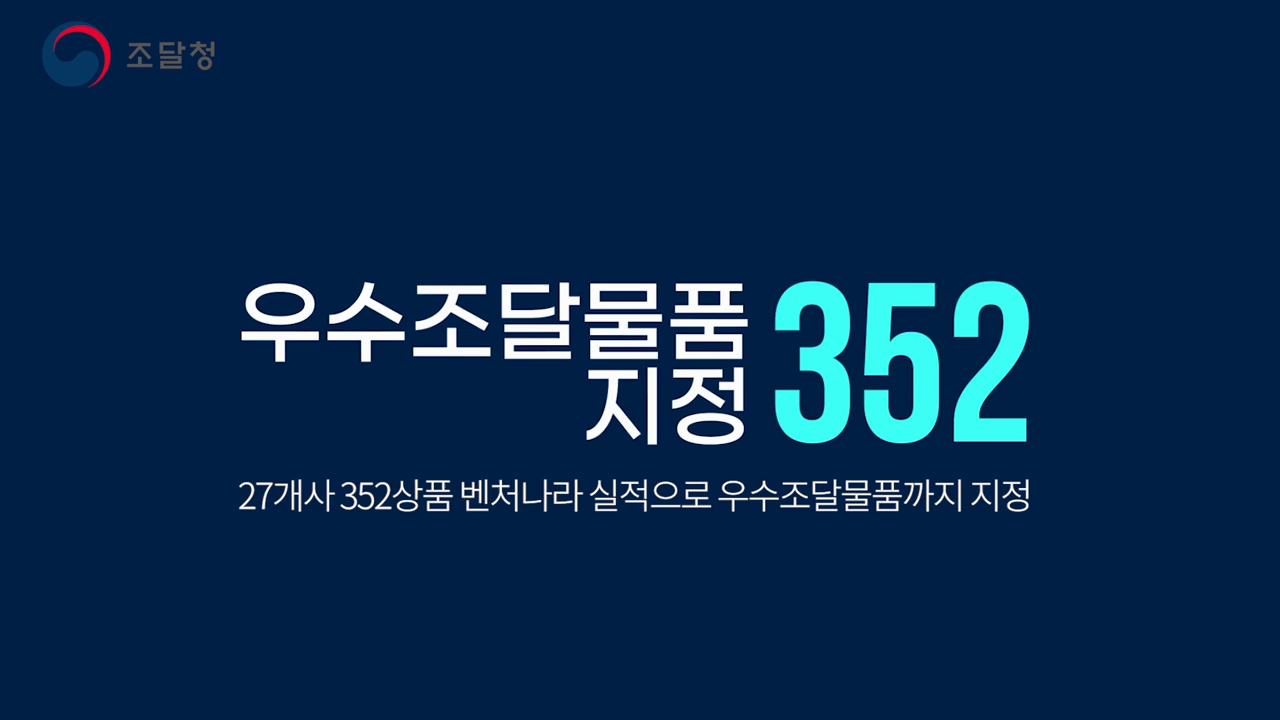 조달청
우수조달물품 352
지정
27개사 352상품 벤처나라 실적으로 우수조달물품까지 지정